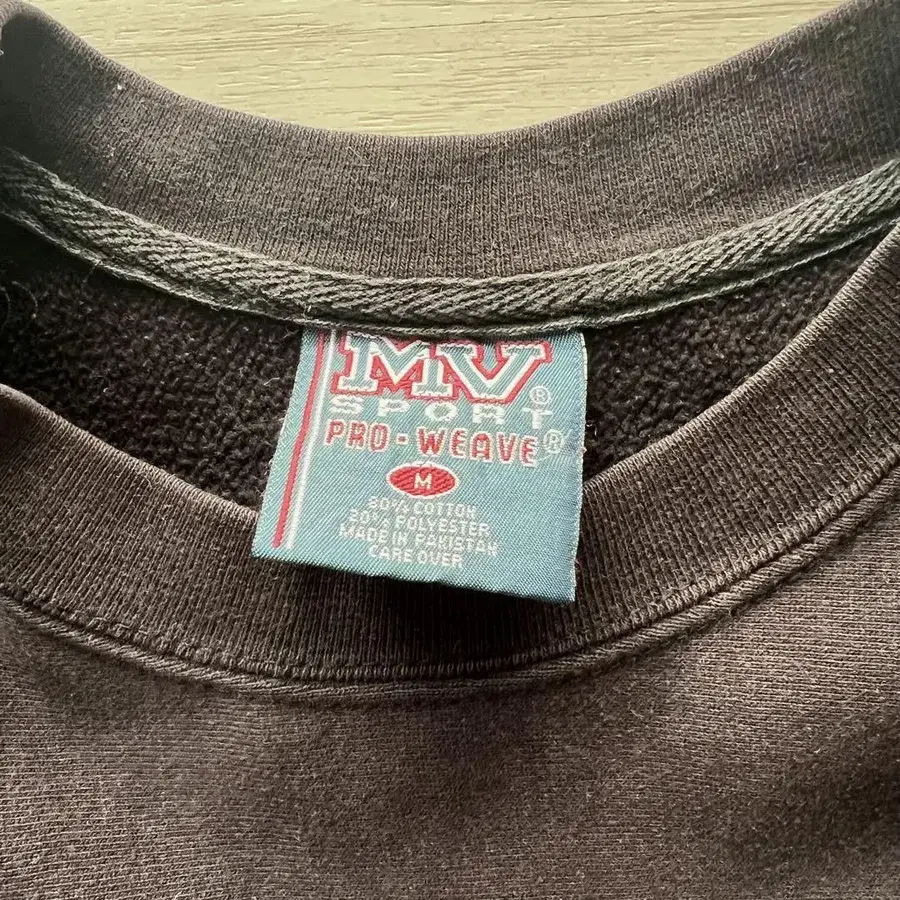 MV®
SPORT
PRO-WEAVE®
M
80% COTTON
20% POLYESTER
MADE IN PAKISTAN
CARE OVER